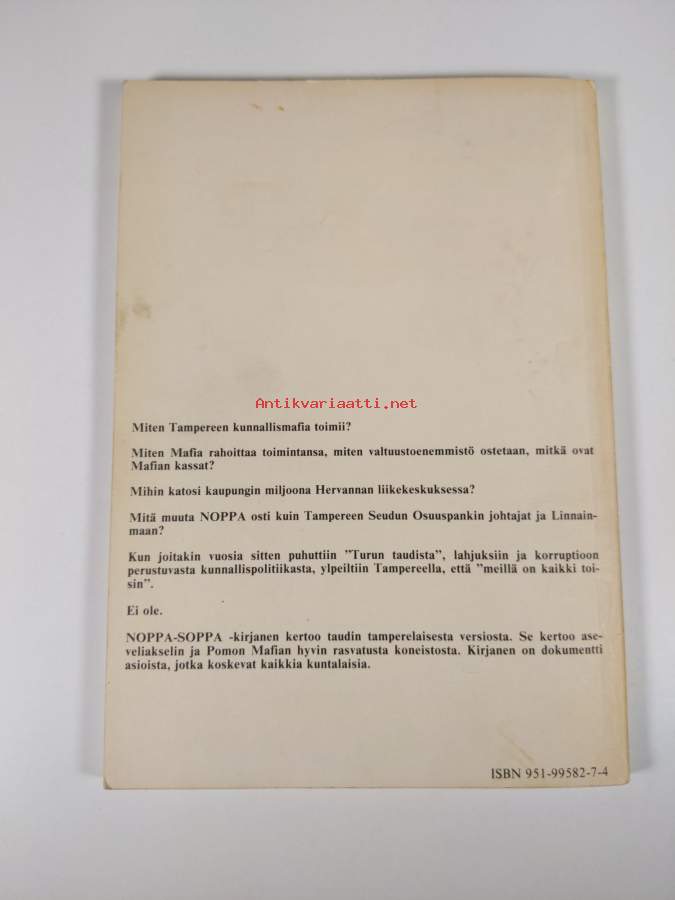 Antikvariaatti.net
Miten Tampereen kunnallismafia toimii?
Miten Mafia rahoittaa toimintansa, miten valtuustoenemmistö ostetaan, mitkä ovat
Mafian kassat?
Mihin katosi kaupungin miljoona Hervannan liikekeskuksessa?
Mitä muuta NOPPA osti kuin Tampereen Seudun Osuuspankin johtajat ja Linnain-
maan?
Kun joitakin vuosia sitten puhuttiin "Turun taudista", lahjuksiin ja korruptioon
perustuvasta kunnallispolitiikasta, ylpeiltiin Tampereella, että "meillä on kaikki toi-
sin".
Ei ole.
NOPPA-SOPPA -kirjanen kertoo taudin tamperelaisesta versiosta. Se kertoo ase-
veliakselin ja Pomon Mafian hyvin rasvatusta koneistosta. Kirjanen on dokumentti
asioista, jotka koskevat kaikkia kuntalaisia.
ISBN 951-99582-7-4